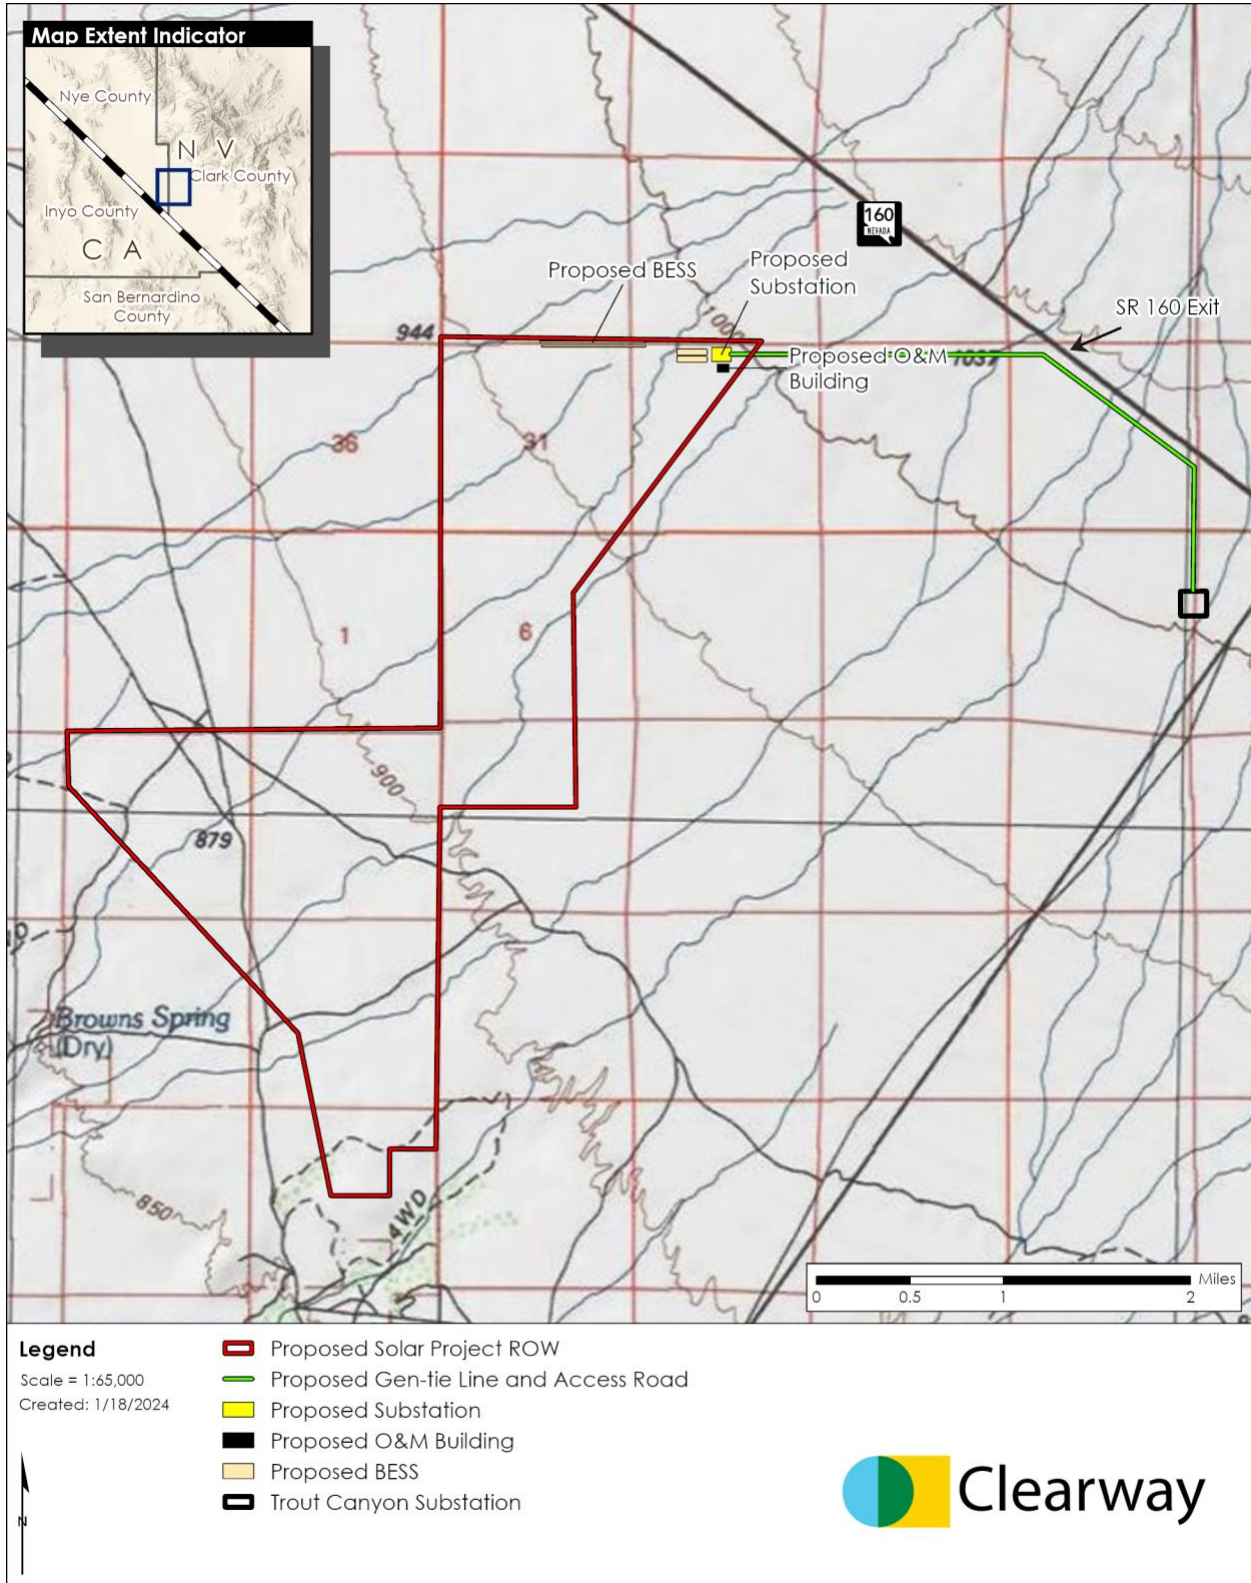 Map Extent Indicator
Nye County
N V
Clark County
Inyo County
C A
San Bernardino
County
160
NEVADA
Proposed BESS
Proposed
Substation
SR 160 Exit
944
1000
Proposed O&M
Building
1037
36
31
1
6
900
879
Browns Spring
(Dry)
850
4WD
Miles
0
0.5
1
2
Legend
Scale = 1:65,000
Created: 1/18/2024
Proposed Solar Project ROW
Proposed Gen-tie Line and Access Road
Proposed Substation
Proposed O&M Building
Proposed BESS
Trout Canyon Substation
N
Clearway